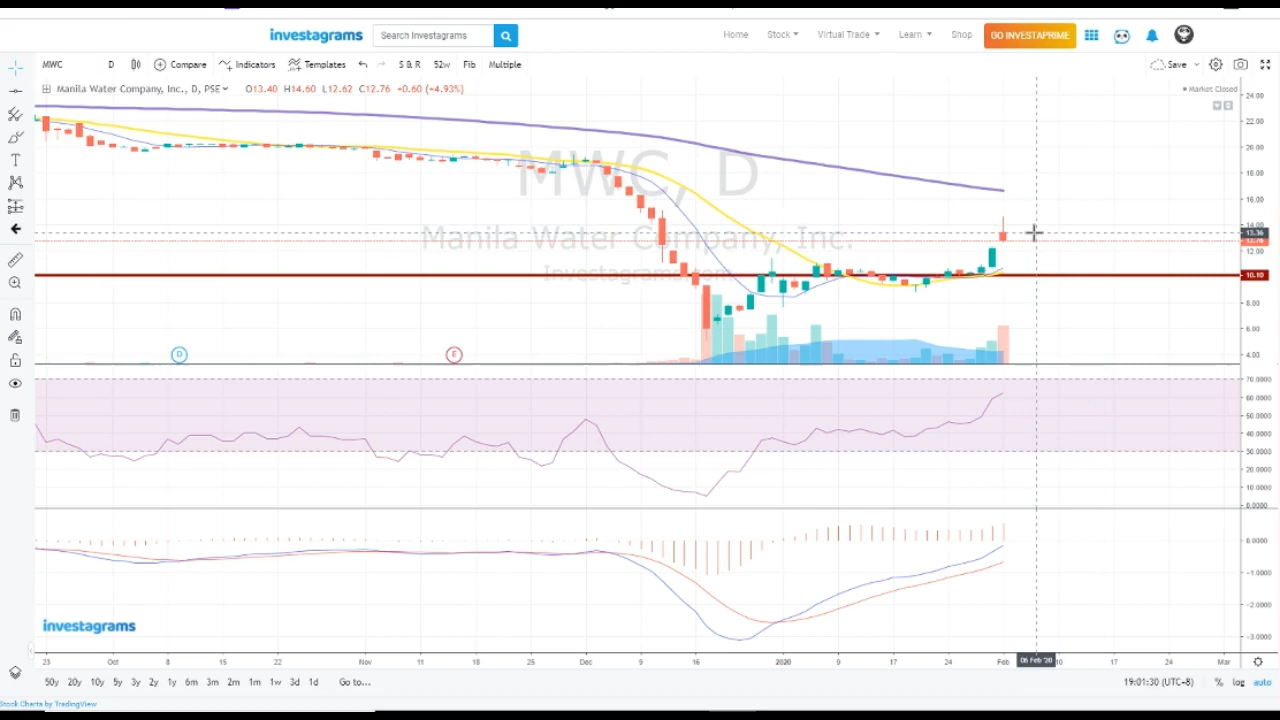 investagrams Search Investagrams Home Stock Virtual Trade Learn Shop GO INVESTAPRIME
MWC D Compare Indicators Templates S & R 52w Fib Multiple Save
Manila Water Company, Inc., D, PSE O13.40 H14.60 L12.62 C12.76 +0.60 (+4.93%) Market Closed
24.00
22.00
20.00
MWC, D
18.00
16.00
14.00
Manila Water Company, Inc.
13.36
12.76
12.00
Investagrams.com
10.10
8.00
6.00
D E
4.00
70.0000
60.0000
50.0000
40.0000
30.0000
20.0000
10.0000
0.0000
0.0000
-1.0000
-2.0000
investagrams
-3.0000
23 Oct 8 15 22 Nov 11 18 25 Dec 9 16 2020 9 17 24 Feb 06 Feb '20 10 17 24 Mar
50y 20y 10y 5y 3y 2y 1y 6m 3m 2m 1m 1w 3d 1d Go to... 19:01:30 (UTC-8) % log auto
Stock Charts by TradingView